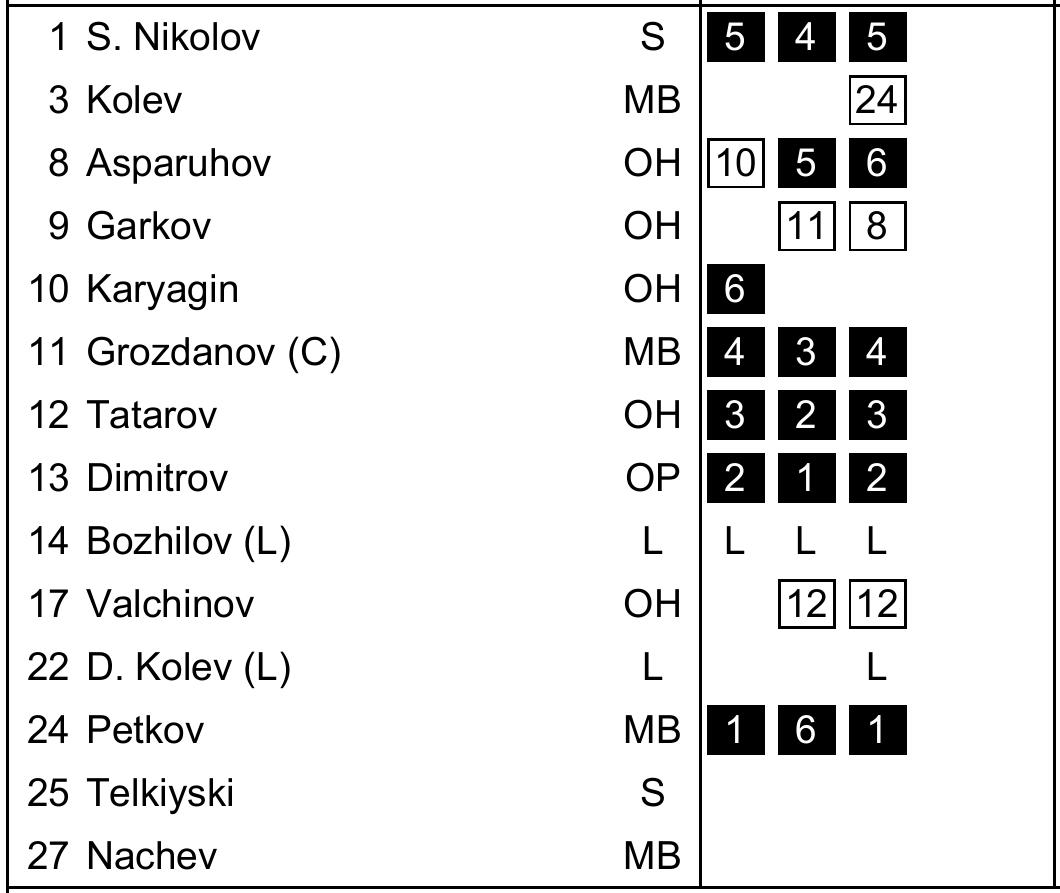 1 S. Nikolov S 5 4 5
3 Kolev MB 24
8 Asparuhov OH 10 5 6
9 Garkov OH 11 8
10 Karyagin OH 6
11 Grozdanov (C) MB 4 3 4
12 Tatarov OH 3 2 3
13 Dimitrov OP 2 1 2
14 Bozhilov (L) L L L L
17 Valchinov OH 12 12
22 D. Kolev (L) L L
24 Petkov MB 1 6 1
25 Telkiyski S
27 Nachev MB